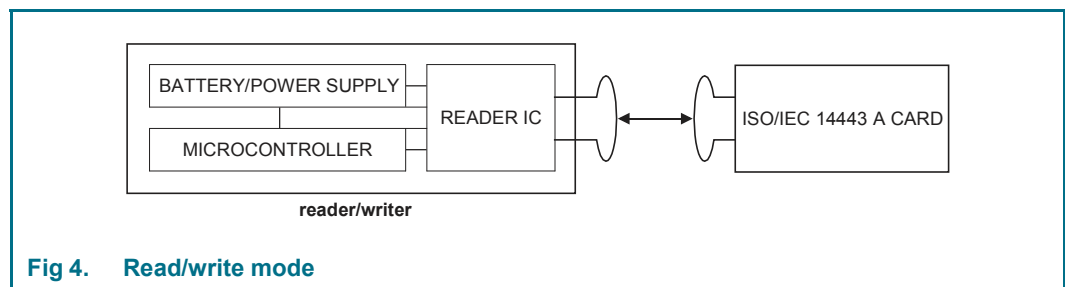 BATTERY/POWER SUPPLY
MICROCONTROLLER
READER IC
ISO/IEC 14443 A CARD
reader/writer
Fig 4. Read/write mode